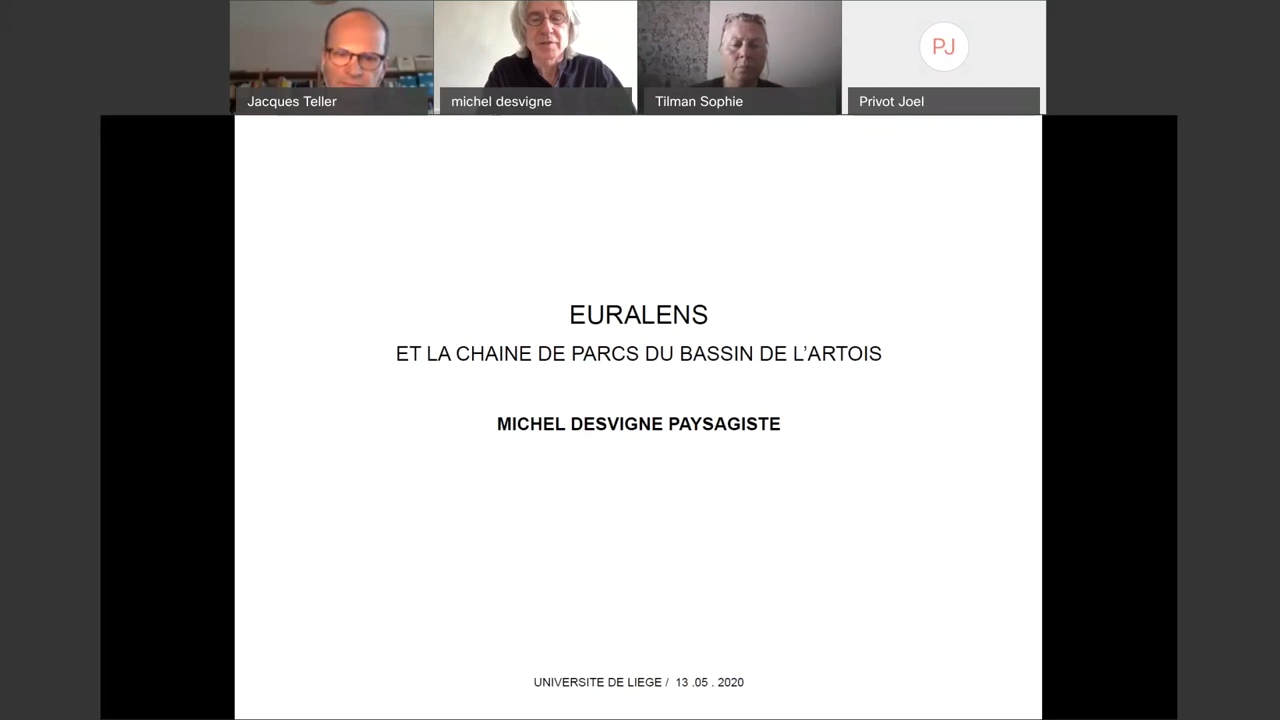 Jacques Teller
michel desvigne
Tilman Sophie
PJ
Privot Joel
EURALENS
ET LA CHAINE DE PARCS DU BASSIN DE L’ARTOIS
MICHEL DESVIGNE PAYSAGISTE
UNIVERSITE DE LIEGE / 13 .05 . 2020